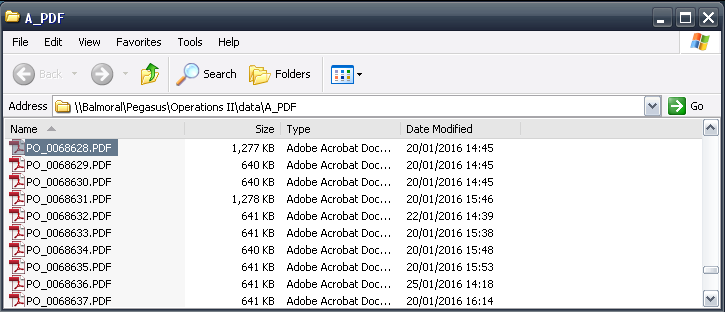 A_PDF
File Edit View Favorites Tools Help
Back Search Folders
Address \\Balmoral\Pegasus\Operations II\data\A_PDF Go
Name Size Type Date Modified
PO_0068628.PDF 1,277 KB Adobe Acrobat Doc... 20/01/2016 14:45
PO_0068629.PDF 640 KB Adobe Acrobat Doc... 20/01/2016 14:45
PO_0068630.PDF 640 KB Adobe Acrobat Doc... 20/01/2016 14:45
PO_0068631.PDF 1,278 KB Adobe Acrobat Doc... 20/01/2016 15:46
PO_0068632.PDF 641 KB Adobe Acrobat Doc... 22/01/2016 14:39
PO_0068633.PDF 641 KB Adobe Acrobat Doc... 20/01/2016 15:38
PO_0068634.PDF 640 KB Adobe Acrobat Doc... 20/01/2016 15:48
PO_0068635.PDF 641 KB Adobe Acrobat Doc... 20/01/2016 15:53
PO_0068636.PDF 641 KB Adobe Acrobat Doc... 25/01/2016 14:18
PO_0068637.PDF 641 KB Adobe Acrobat Doc... 20/01/2016 16:14